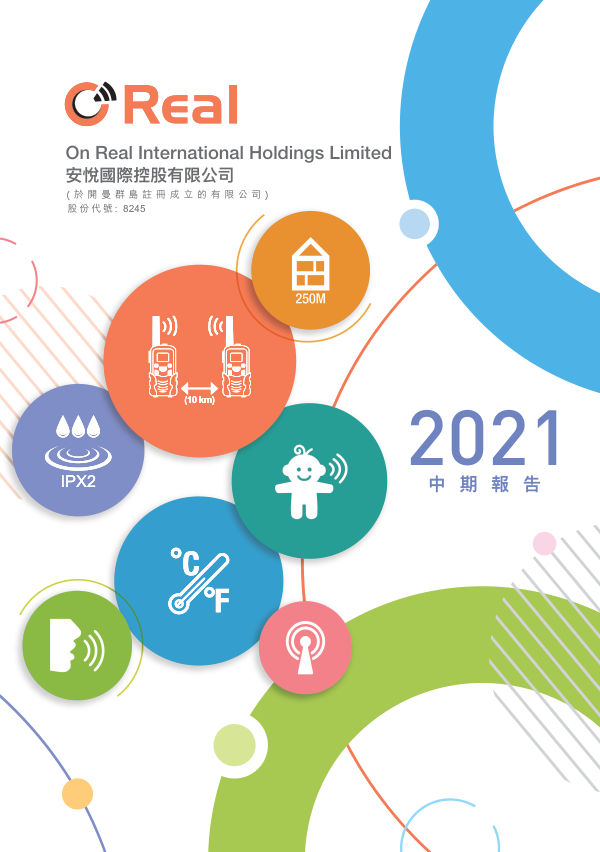 Real
On Real International Holdings Limited
安悅國際控股有限公司
(於開曼群島註冊成立的有限公司)
股份代號: 8245
250M
(10 km)
IPX2
2021
中期報告
°C
°F